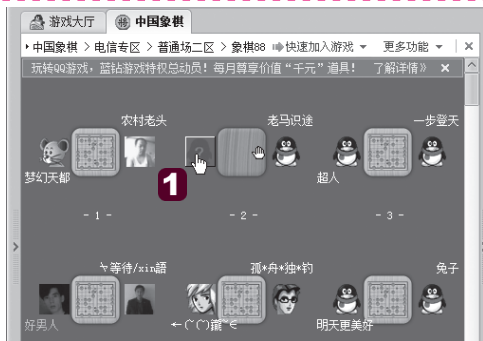 游戏大厅 中国象棋
中国象棋 > 电信专区 > 普通场二区 > 象棋88 快速加入游戏 更多功能 ×
玩转QQ游戏，蓝钻游戏特权总动员！每月尊享价值“千元”道具！ 了解详情》 ×
农村老头 老马识途 一步登天
?
梦幻天都 超人
1
- 1 - - 2 - - 3 -
ㄣ等待/xin語 孤*舟*独*钓 兔子
好男人 明天更美好